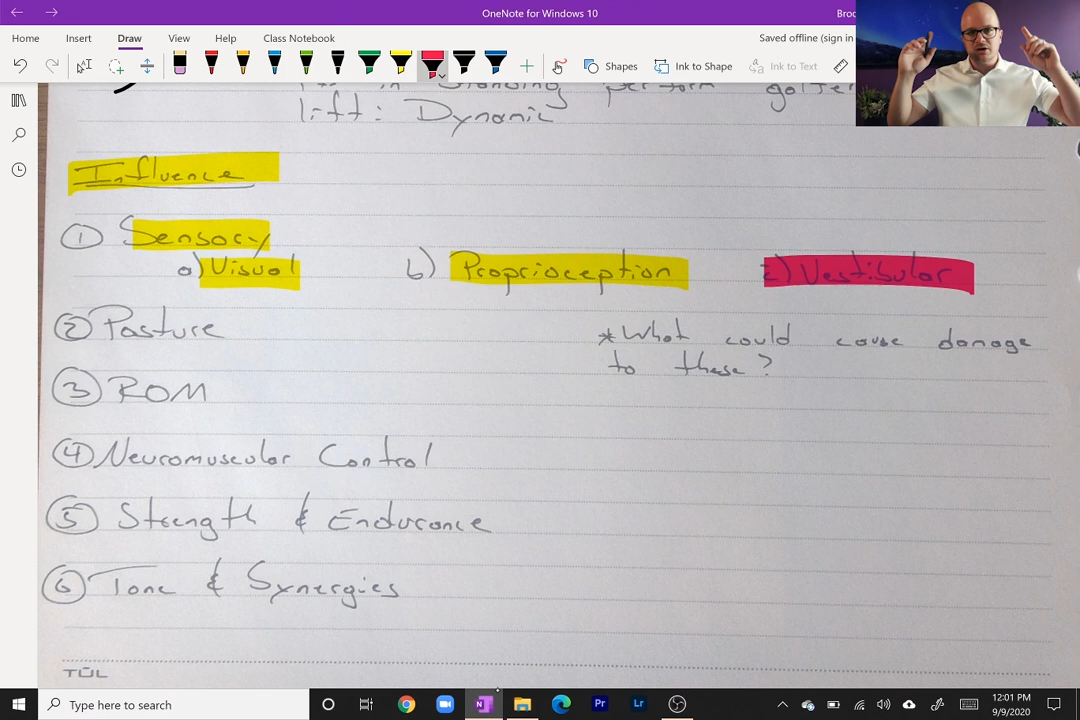 OneNote for Windows 10
Home Insert Draw View Help Class Notebook
Saved offline (sign in
Shapes Ink to Shape Ink to Text
lift: Dynamic
Influence
① Sensory
a) Visual b) Proprioception c) Vestibular
② Posture
*What could cause damage
to these?
③ ROM
④ Neuromuscular Control
⑤ Strength & Endurance
⑥ Tone & Synergies
TŪL
Type here to search
12:01 PM
9/9/2020